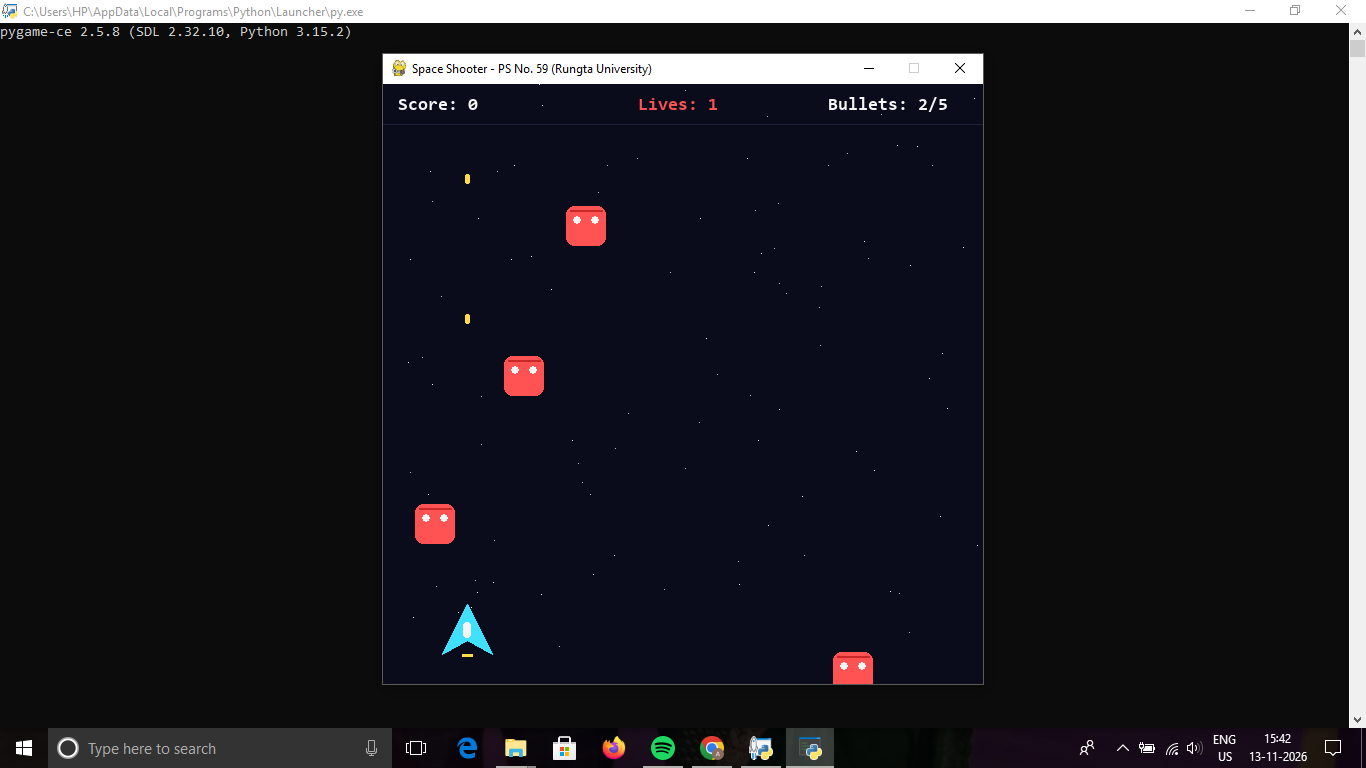 C:\Users\HP\AppData\Local\Programs\Python\Launcher\py.exe
pygame-ce 2.5.8 (SDL 2.32.10, Python 3.15.2)
Space Shooter - PS No. 59 (Rungta University)
Score: 0 Lives: 1 Bullets: 2/5
Type here to search
ENG 15:42
US 13-11-2026